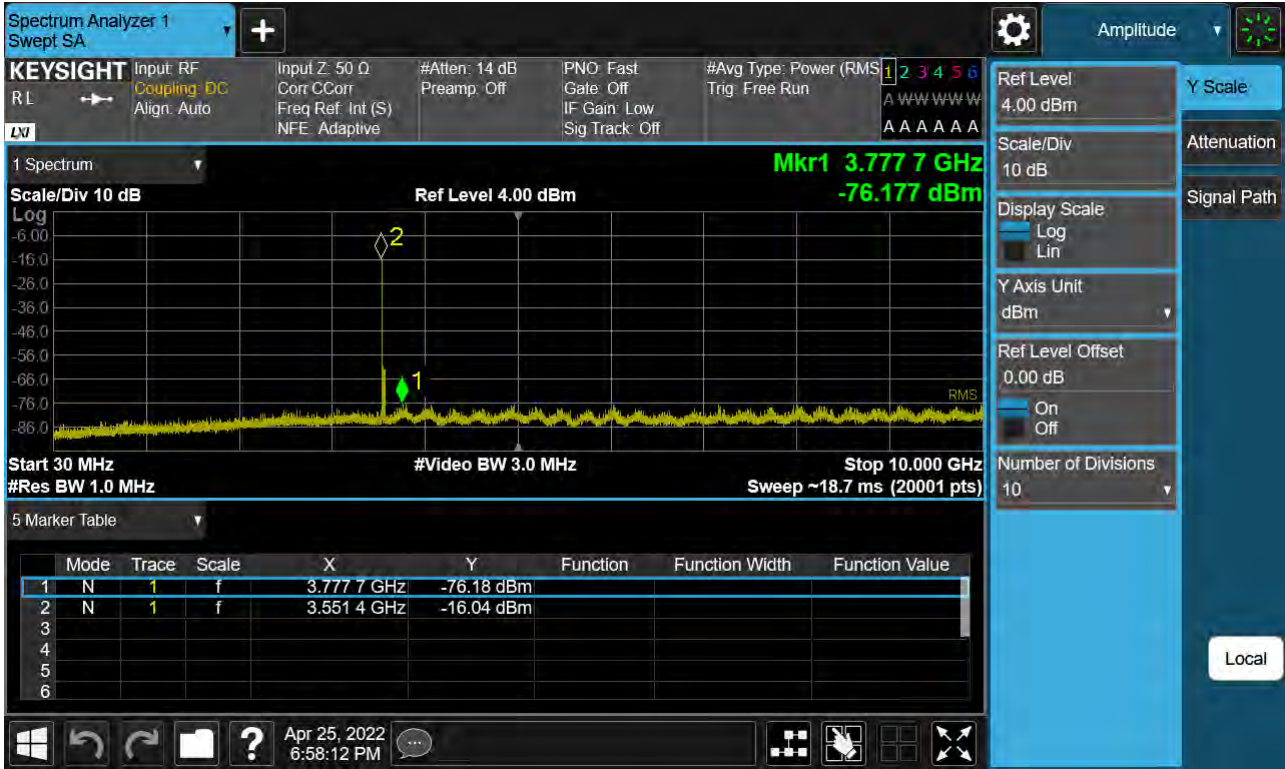 Spectrum Analyzer 1
Swept SA
+
Amplitude
KEYSIGHT
RL
LXI
Input: RF
Coupling: DC
Align: Auto
Input Z: 50 Ω
Corr CCorr
Freq Ref: Int (S)
NFE: Adaptive
#Atten: 14 dB
Preamp: Off
PNO: Fast
Gate: Off
IF Gain: Low
Sig Track: Off
#Avg Type: Power (RMS
Trig: Free Run
1 2 3 4 5 6
A W W W W W
A A A A A A
1 Spectrum
Mkr1 3.777 7 GHz
-76.177 dBm
Scale/Div 10 dB
Ref Level 4.00 dBm
Log
-6.00
-16.0
-26.0
-36.0
-46.0
-56.0
-66.0
-76.0
-86.0
2
1
RMS
Start 30 MHz
#Video BW 3.0 MHz
Stop 10.000 GHz
#Res BW 1.0 MHz
Sweep ~18.7 ms (20001 pts)
5 Marker Table
Mode Trace Scale X Y Function Function Width Function Value
1 N 1 f 3.777 7 GHz -76.18 dBm
2 N 1 f 3.551 4 GHz -16.04 dBm
3
4
5
6
Ref Level
4.00 dBm
Scale/Div
10 dB
Display Scale
Log
Lin
Y Axis Unit
dBm
Ref Level Offset
0.00 dB
On
Off
Number of Divisions
10
Y Scale
Attenuation
Signal Path
Local
?
Apr 25, 2022
6:58:12 PM